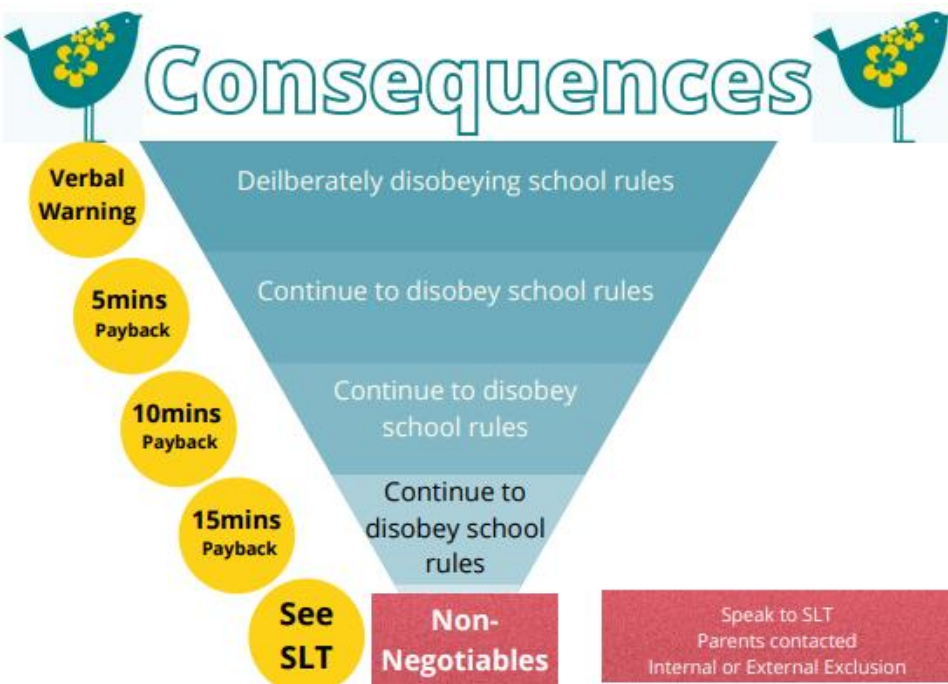 Consequences
Verbal
Warning
Deilberately disobeying school rules
5mins
Payback
Continue to disobey school rules
10mins
Payback
Continue to disobey
school rules
15mins
Payback
Continue to
disobey school
rules
See
SLT
Non-
Negotiables
Speak to SLT
Parents contacted
Internal or External Exclusion